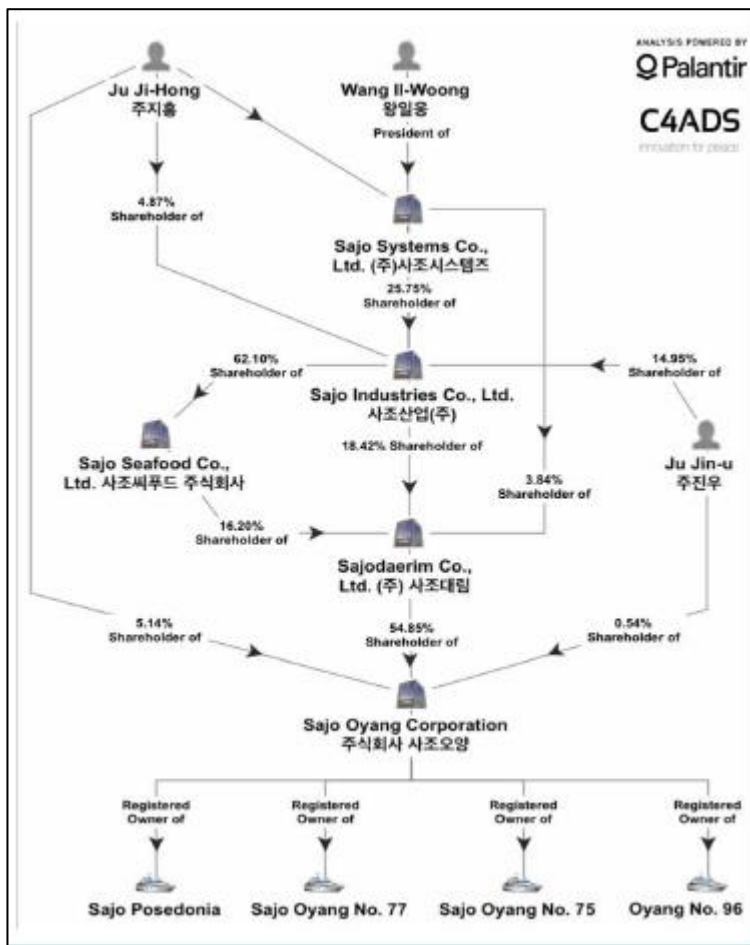 ANALYSIS POWERED BY
Palantir
C4ADS
innovation for peace
Ju Ji-Hong
주지홍
Wang Il-Woong
왕일웅
President of
4.87%
Shareholder of
Sajo Systems Co.,
Ltd. (주)사조시스템즈
25.75%
Shareholder of
62.10%
Shareholder of
14.95%
Shareholder of
Sajo Industries Co., Ltd.
사조산업(주)
Sajo Seafood Co.,
Ltd. 사조씨푸드 주식회사
18.42% Shareholder of
Ju Jin-u
주진우
3.84%
Shareholder of
16.20%
Shareholder of
Sajodaerim Co.,
Ltd. (주) 사조대림
5.14%
Shareholder of
54.85%
Shareholder of
0.54%
Shareholder of
Sajo Oyang Corporation
주식회사 사조오양
Registered
Owner of
Registered
Owner of
Registered
Owner of
Registered
Owner of
Sajo Posedonia
Sajo Oyang No. 77
Sajo Oyang No. 75
Oyang No. 96